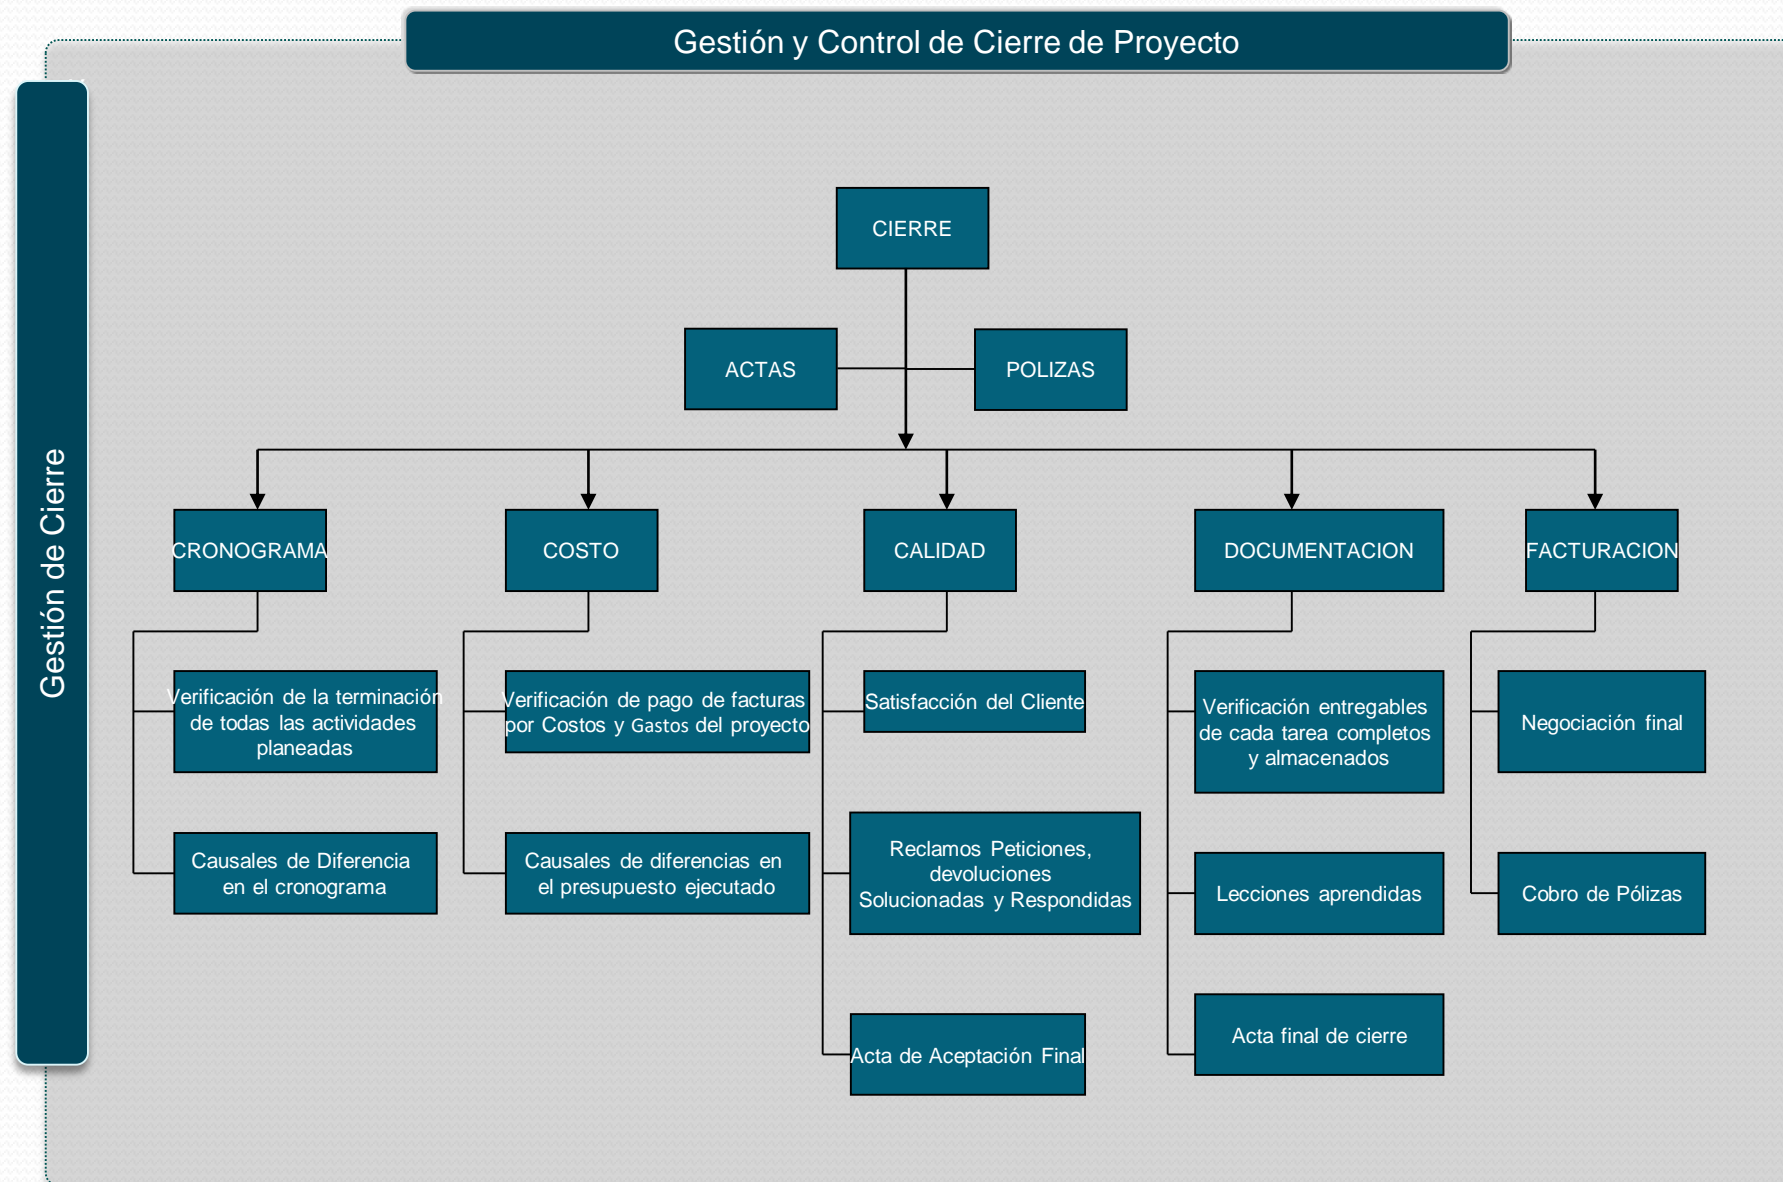 Gestión y Control de Cierre de Proyecto
Gestión de Cierre
CIERRE
ACTAS
POLIZAS
CRONOGRAMA
COSTO
CALIDAD
DOCUMENTACION
FACTURACION
Verificación de la terminación
de todas las actividades
planeadas
Causales de Diferencia
en el cronograma
Verificación de pago de facturas
por Costos y Gastos del proyecto
Causales de diferencias en
el presupuesto ejecutado
Satisfacción del Cliente
Reclamos Peticiones,
devoluciones
Solucionadas y Respondidas
Acta de Aceptación Final
Verificación entregables
de cada tarea completos
y almacenados
Lecciones aprendidas
Acta final de cierre
Negociación final
Cobro de Pólizas